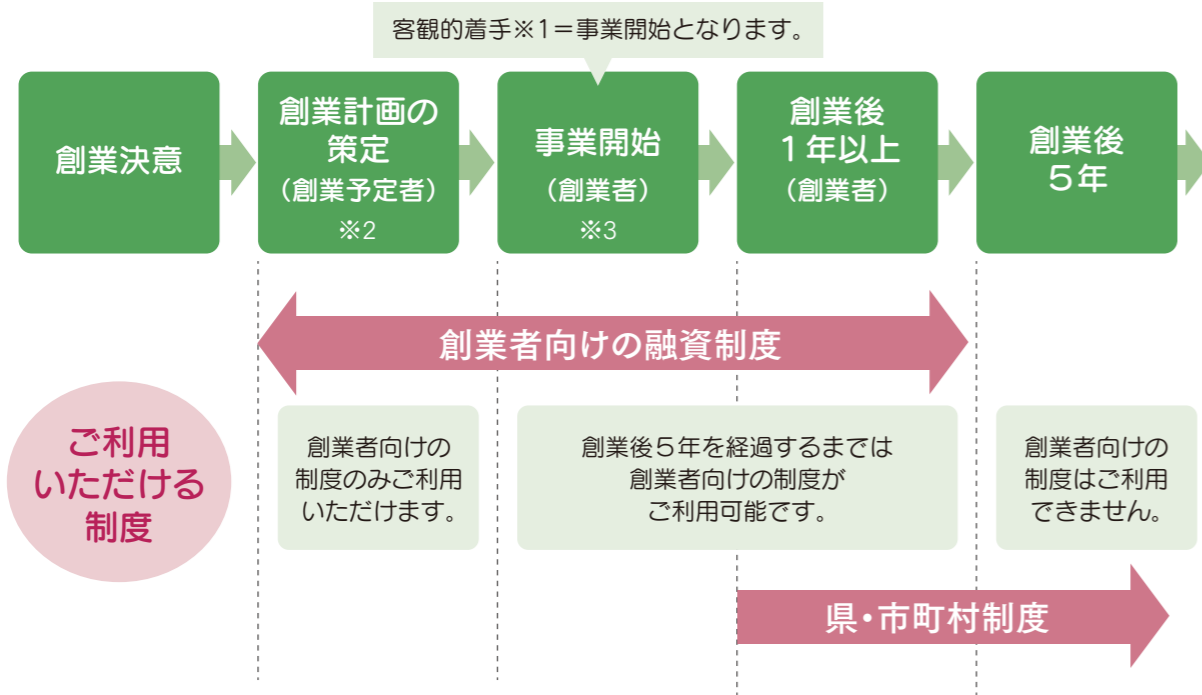 客観的着手※1＝事業開始となります。
創業決意
創業計画の
策定
（創業予定者）
※2
事業開始
（創業者）
※3
創業後
１年以上
（創業者）
創業後
５年
創業者向けの融資制度
ご利用
いただける
制度
創業者向けの
制度のみご利用
いただけます。
創業後５年を経過するまでは
創業者向けの制度が
ご利用可能です。
創業者向けの
制度はご利用
できません。
県・市町村制度